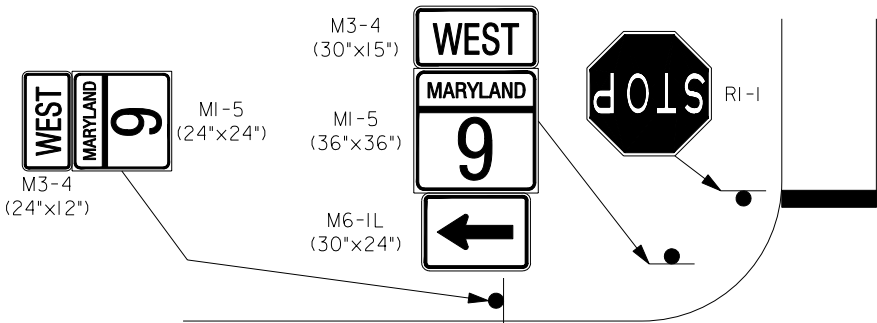 WEST
MARYLAND
9
M1-5
(24"x24")
M3-4
(24"x12")
M3-4
(30"x15")
WEST
M1-5
(36"x36")
MARYLAND
9
M6-1L
(30"x24")
STOP
R1-1